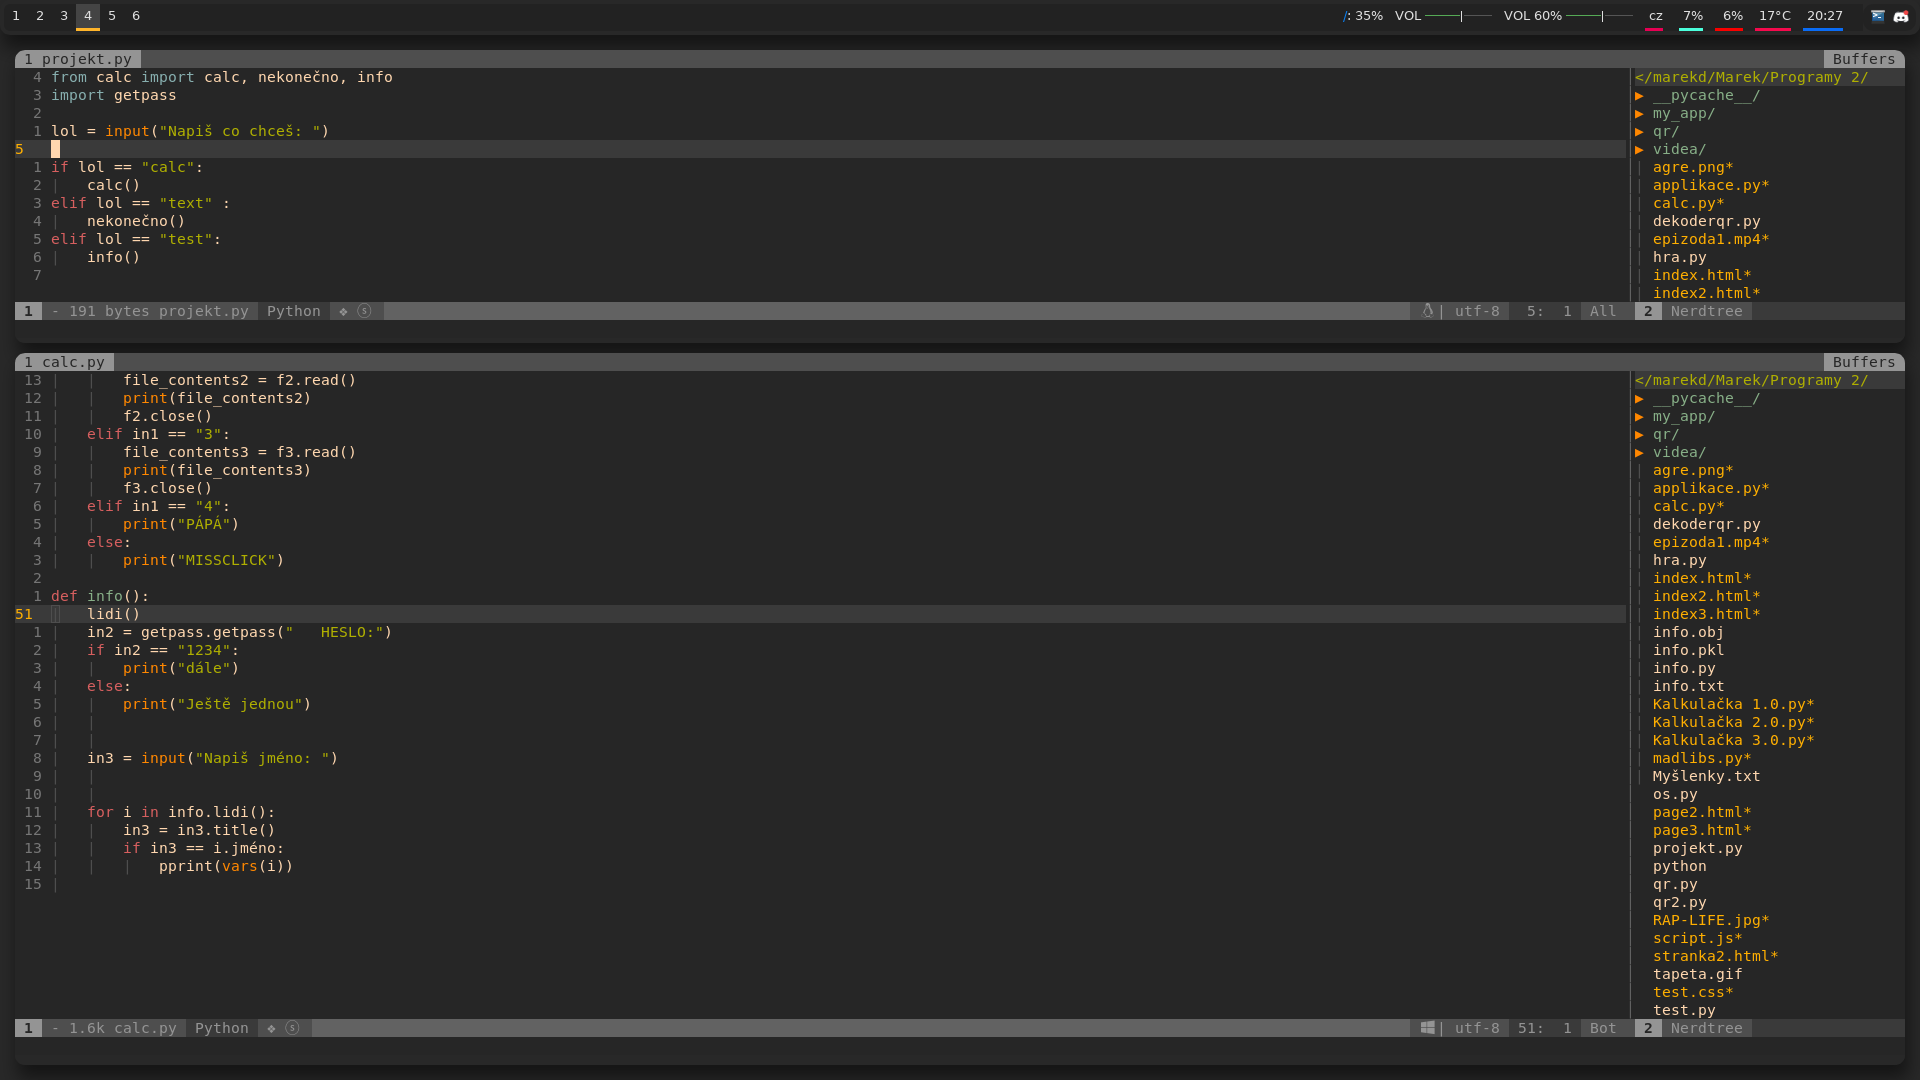 1 2 3 4 5 6 /: 35% VOL VOL 60% cz 7% 6% 17°C 20:27
1 projekt.py Buffers
4 from calc import calc, nekonečno, info
3 import getpass
2
1 lol = input("Napiš co chceš: ")
5
1 if lol == "calc":
2 calc()
3 elif lol == "text" :
4 nekonečno()
5 elif lol == "test":
6 info()
7
</marekd/Marek/Programy 2/
▶ __pycache__/
▶ my_app/
▶ qr/
▶ videa/
agre.png*
applikace.py*
calc.py*
dekoderqr.py
epizoda1.mp4*
hra.py
index.html*
index2.html*
1 - 191 bytes projekt.py Python ❖ ⓢ | utf-8 5: 1 All 2 Nerdtree
1 calc.py Buffers
13 file_contents2 = f2.read()
12 print(file_contents2)
11 f2.close()
10 elif in1 == "3":
9 file_contents3 = f3.read()
8 print(file_contents3)
7 f3.close()
6 elif in1 == "4":
5 print("PÁPÁ")
4 else:
3 print("MISSCLICK")
2
1 def info():
51 lidi()
1 in2 = getpass.getpass("   HESLO:")
2 if in2 == "1234":
3 print("dále")
4 else:
5 print("Ještě jednou")
6
7
8 in3 = input("Napiš jméno: ")
9
10
11 for i in info.lidi():
12 in3 = in3.title()
13 if in3 == i.jméno:
14 pprint(vars(i))
15
</marekd/Marek/Programy 2/
▶ __pycache__/
▶ my_app/
▶ qr/
▶ videa/
agre.png*
applikace.py*
calc.py*
dekoderqr.py
epizoda1.mp4*
hra.py
index.html*
index2.html*
index3.html*
info.obj
info.pkl
info.py
info.txt
Kalkulačka 1.0.py*
Kalkulačka 2.0.py*
Kalkulačka 3.0.py*
madlibs.py*
Myšlenky.txt
os.py
page2.html*
page3.html*
projekt.py
python
qr.py
qr2.py
RAP-LIFE.jpg*
script.js*
stranka2.html*
tapeta.gif
test.css*
test.py
1 - 1.6k calc.py Python ❖ ⓢ | utf-8 51: 1 Bot 2 Nerdtree